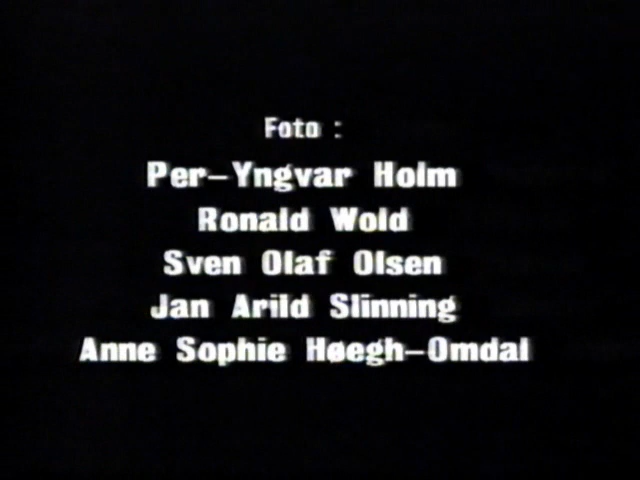 Foto :
Per-Yngvar Holm
Ronald Wold
Sven Olaf Olsen
Jan Arild Slinning
Anne Sophie Høegh-Omdal